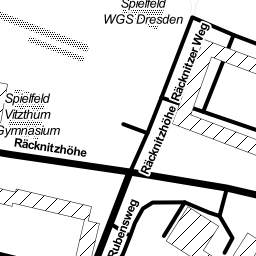 Spielfeld
WGS Dresden
Räcknitzer Weg
Spielfeld
Vitzthum
Gymnasium
Räcknitzhöhe
Räcknitzhöhe
Rubensweg